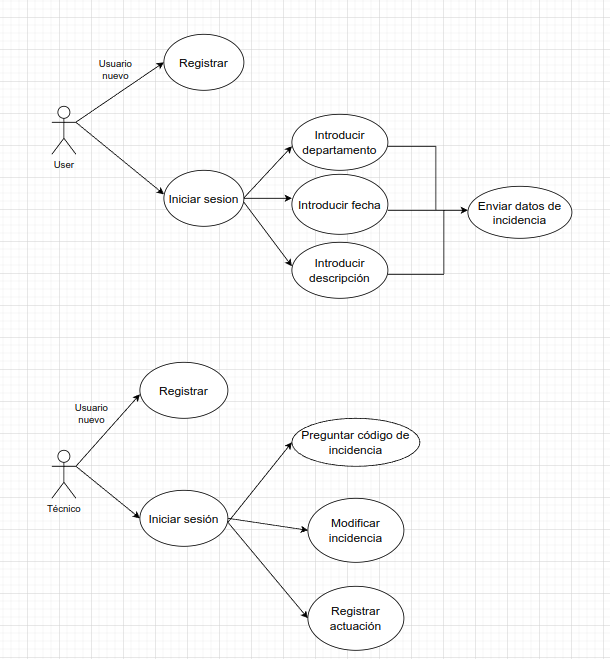 Usuario
nuevo
Registrar
User
Iniciar sesion
Introducir
departamento
Introducir fecha
Introducir
descripción
Enviar datos de
incidencia
Usuario
nuevo
Registrar
Técnico
Iniciar sesión
Preguntar código de
incidencia
Modificar
incidencia
Registrar
actuación